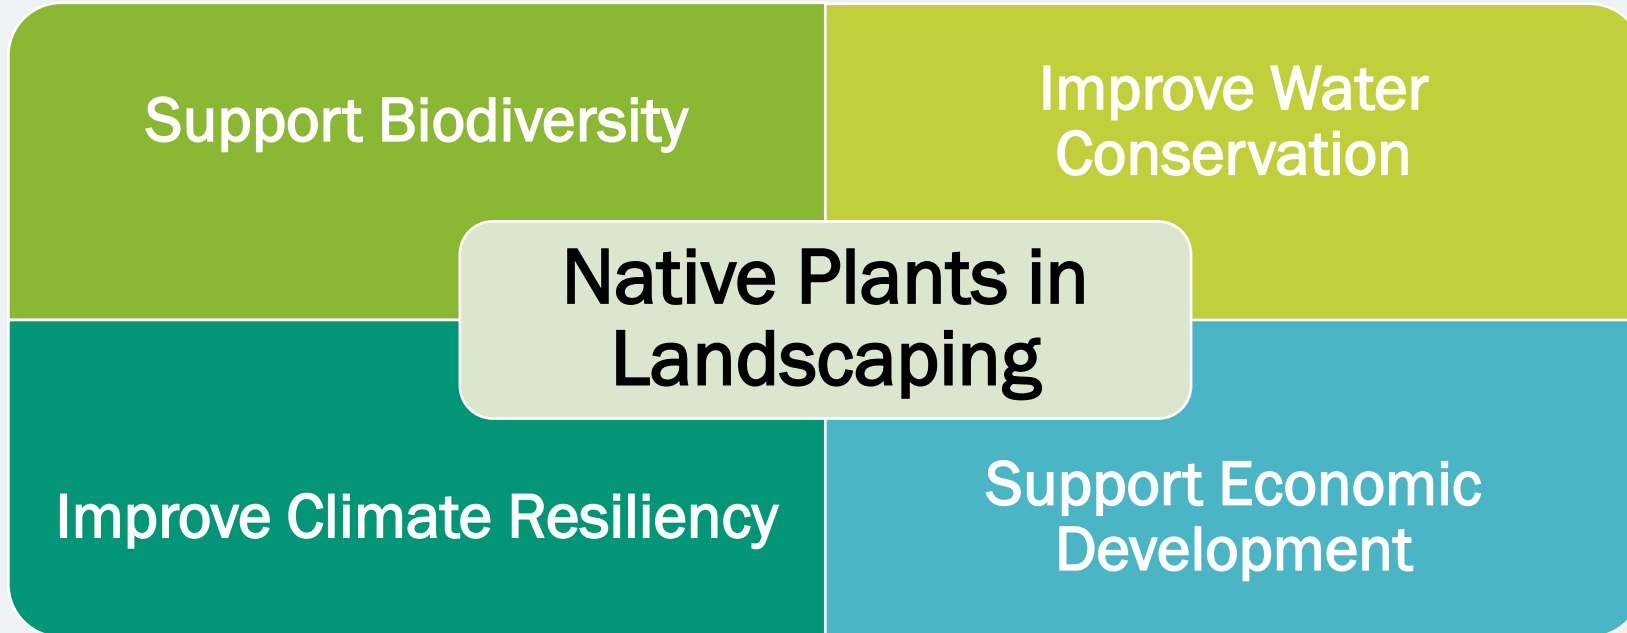 Support Biodiversity
Improve Water
Conservation
Native Plants in
Landscaping
Improve Climate Resiliency
Support Economic
Development